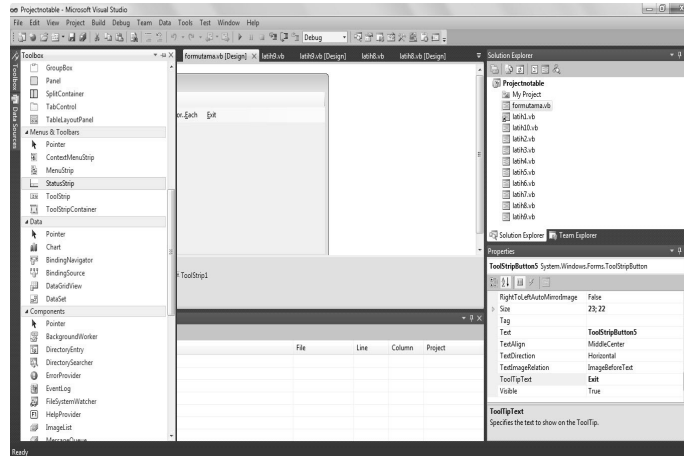 Projectnotable - Microsoft Visual Studio
File Edit View Project Build Debug Team Data Tools Test Window Help
Debug
Toolbox
formutama.vb [Design] X latih9.vb latih9.vb [Design] latih8.vb latih8.vb [Design]
Solution Explorer
Toolbox
Data Sources
GroupBox
Panel
SplitContainer
TabControl
TableLayoutPanel
Menus & Toolbars
Pointer
ContextMenuStrip
MenuStrip
StatusStrip
ToolStrip
ToolStripContainer
Data
Pointer
Chart
BindingNavigator
BindingSource
DataGridView
DataSet
Components
Pointer
BackgroundWorker
DirectoryEntry
DirectorySearcher
ErrorProvider
EventLog
FileSystemWatcher
HelpProvider
ImageList
MessageQueue
or..Each Exit
ToolStrip1
File Line Column Project
Projectnotable
My Project
formutama.vb
latih1.vb
latih10.vb
latih2.vb
latih3.vb
latih4.vb
latih5.vb
latih6.vb
latih7.vb
latih8.vb
latih9.vb
Solution Explorer Team Explorer
Properties
ToolStripButton5 System.Windows.Forms.ToolStripButton
RightToLeftAutoMirrorImage False
Size 23; 22
Tag
Text ToolStripButton5
TextAlign MiddleCenter
TextDirection Horizontal
TextImageRelation ImageBeforeText
ToolTipText Exit
Visible True
ToolTipText
Specifies the text to show on the ToolTip.
Ready